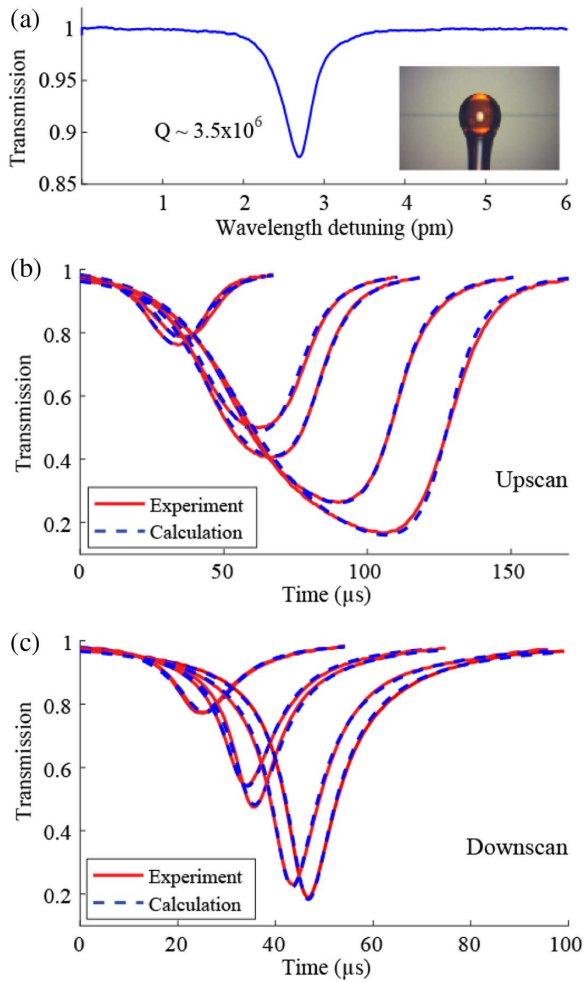 (a)
1
0.95
0.9
0.85
Transmission
Q ~ 3.5x10⁶
1 2 3 4 5 6
Wavelength detuning (pm)
(b)
1
0.8
0.6
0.4
0.2
Transmission
Upscan
Experiment
Calculation
0 50 100 150
Time (µs)
(c)
1
0.8
0.6
0.4
0.2
Transmission
Downscan
Experiment
Calculation
0 20 40 60 80 100
Time (µs)